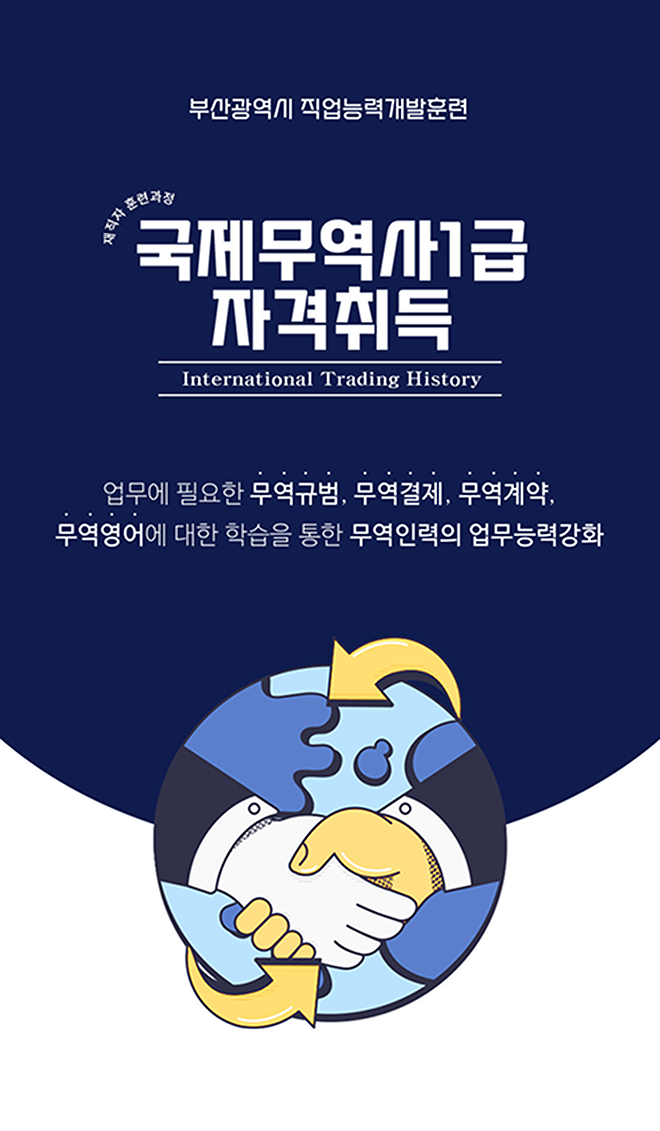 부산광역시 직업능력개발훈련
재직자 훈련과정
국제무역사1급
자격취득
International Trading History
업무에 필요한 무역규범, 무역결제, 무역계약,
무역영어에 대한 학습을 통한 무역인력의 업무능력강화